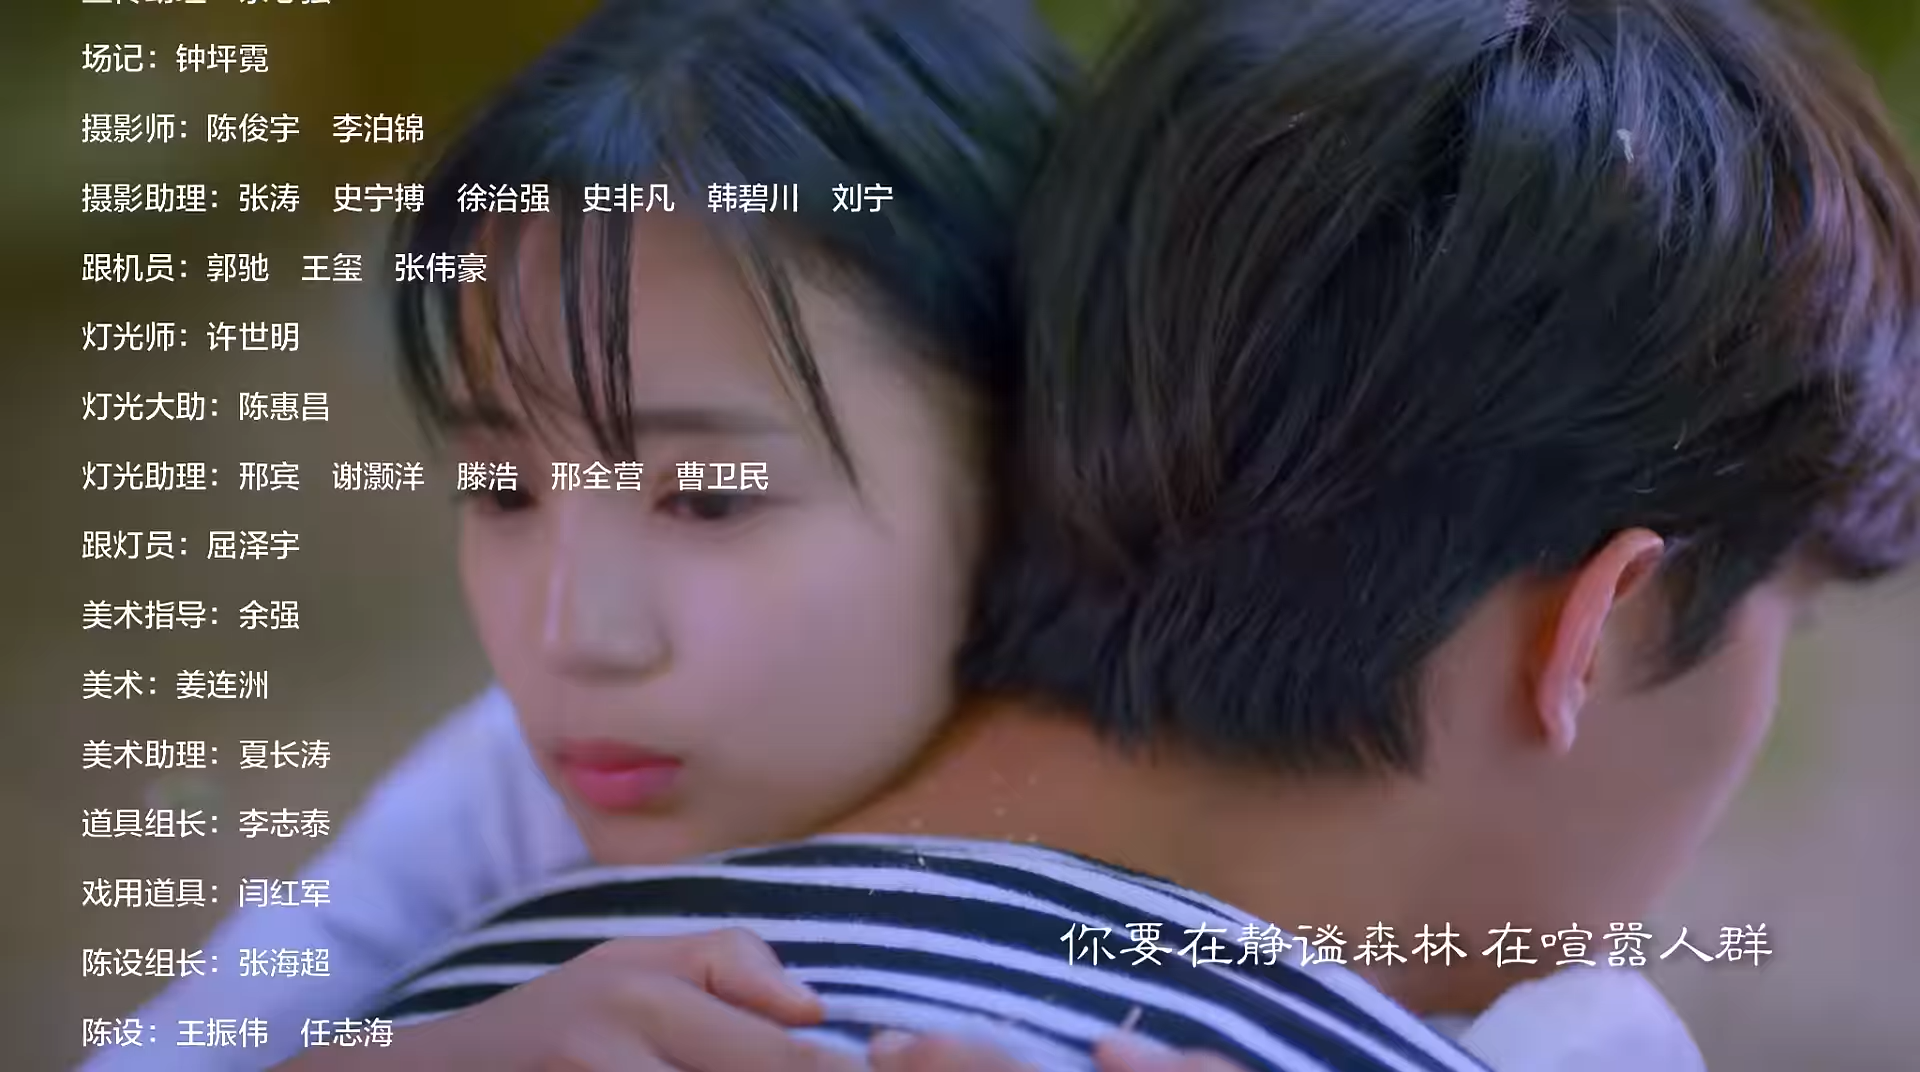 场记：钟坪霓
摄影师：陈俊宇　李泊锦
摄影助理：张涛　史宁搏　徐治强　史非凡　韩碧川　刘宁
跟机员：郭驰　王玺　张伟豪
灯光师：许世明
灯光大助：陈惠昌
灯光助理：邢宾　谢灏洋　滕浩　邢全营　曹卫民
跟灯员：屈泽宇
美术指导：余强
美术：姜连洲
美术助理：夏长涛
道具组长：李志泰
戏用道具：闫红军
你要在静谧森林 在喧嚣人群
陈设组长：张海超
陈设：王振伟　任志海